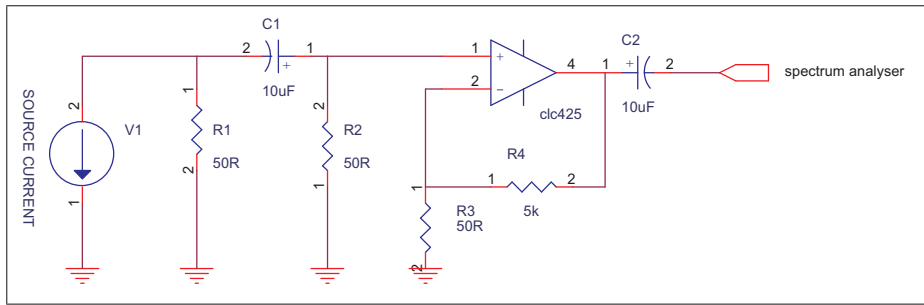 C1
2
1
10uF
1
+
4
1
C2
+
2
spectrum analyser
2
−
clc425
10uF
SOURCE CURRENT
2
V1
1
1
R1
50R
2
2
R2
50R
1
R4
1
2
5k
1
R3
50R
2
+